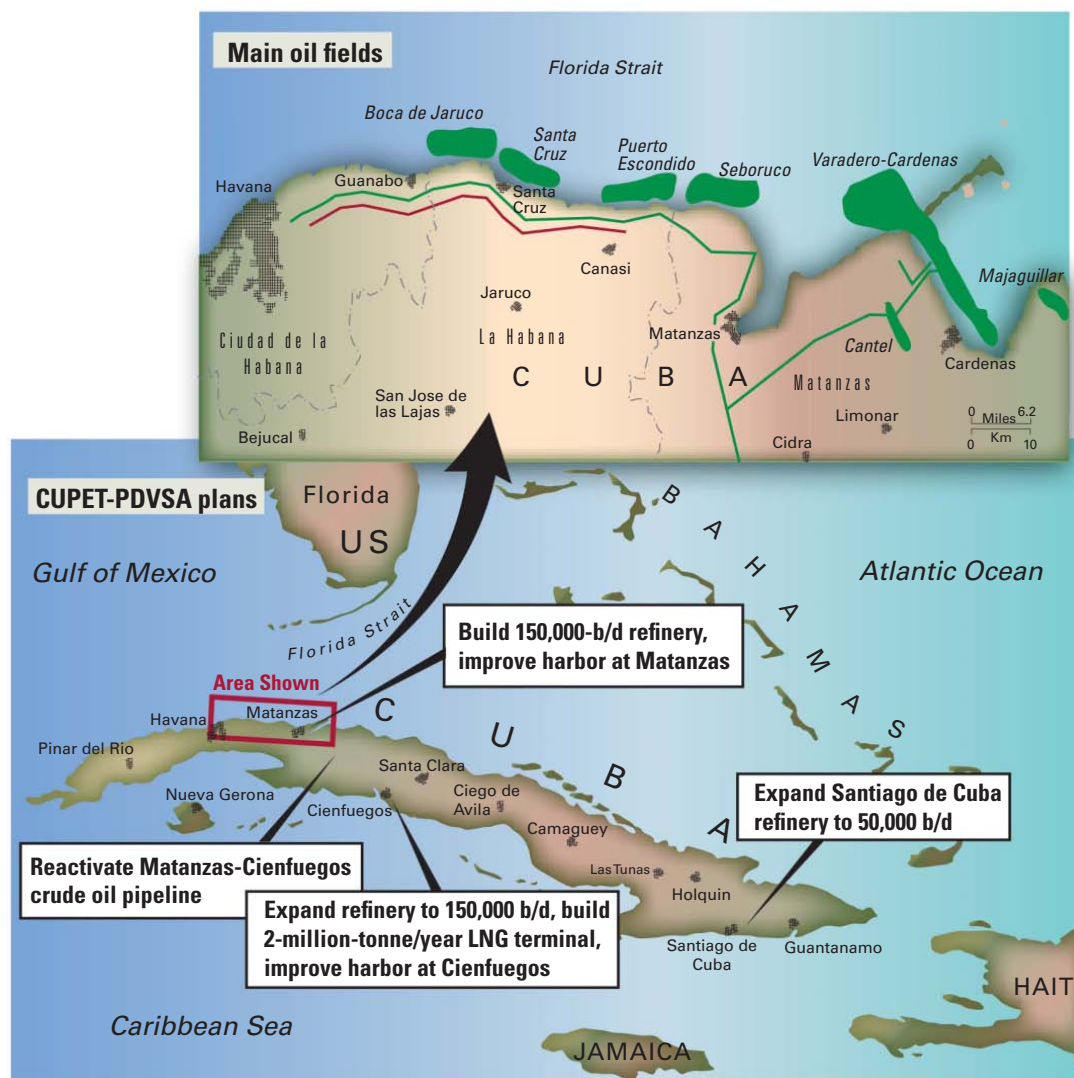 Main oil fields
Florida Strait
Boca de Jaruco
Santa
Cruz
Puerto
Escondido
Seboruco
Varadero-Cardenas
Havana
Guanabo
Santa
Cruz
Canasi
Majaguillar
Jaruco
Ciudad de la
Habana
La Habana
Matanzas
Cantel
Cardenas
C U B A
Matanzas
San Jose de
las Lajas
Bejucal
Limonar
Cidra
0 Miles 6.2
Km
0 10
CUPET-PDVSA plans
Florida
US
BAHAMAS
Gulf of Mexico
Atlantic Ocean
Florida Strait
Build 150,000-b/d refinery,
improve harbor at Matanzas
Area Shown
Havana
Matanzas
CUBA
Pinar del Rio
Nueva Gerona
Santa Clara
Cienfuegos
Ciego de
Avila
Camaguey
Las Tunas
Holquin
Expand Santiago de Cuba
refinery to 50,000 b/d
Reactivate Matanzas-Cienfuegos
crude oil pipeline
Expand refinery to 150,000 b/d, build
2-million-tonne/year LNG terminal,
improve harbor at Cienfuegos
Santiago de
Cuba
Guantanamo
HAIT
Caribbean Sea
JAMAICA